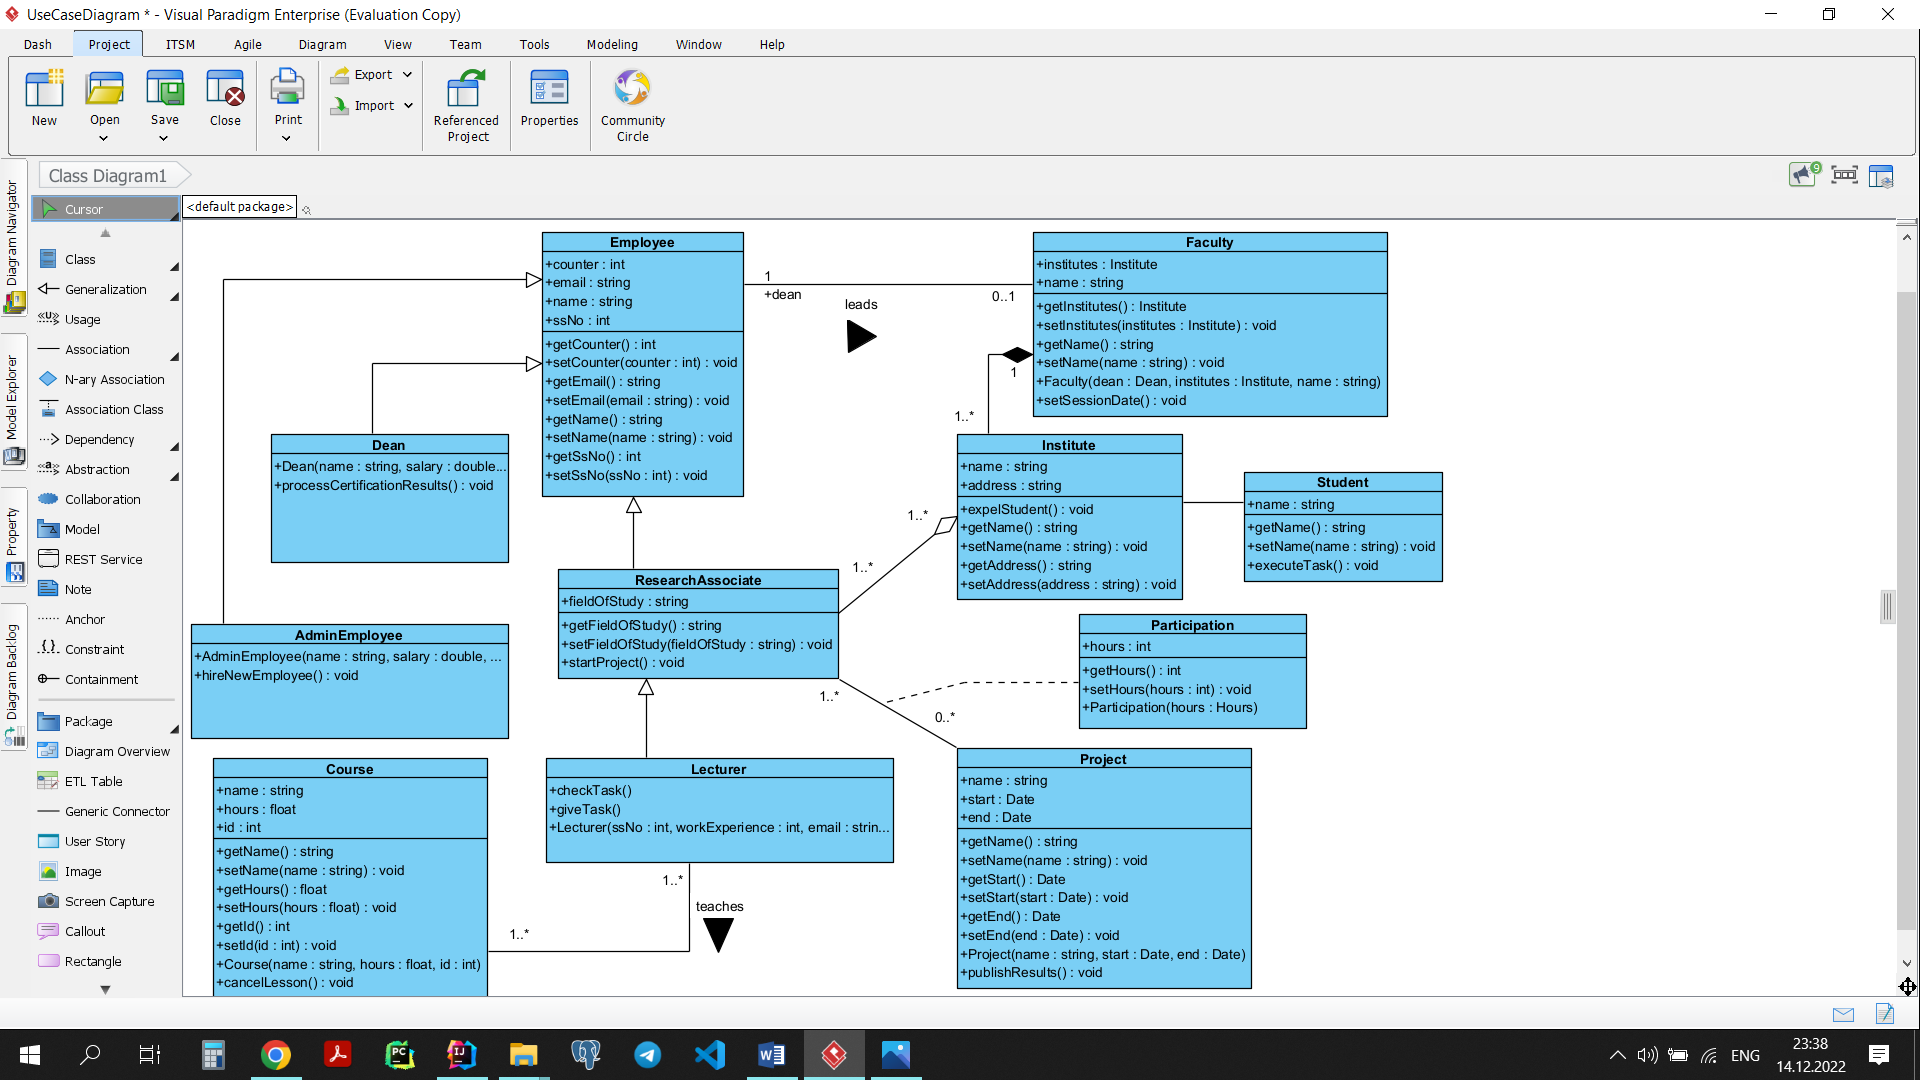 UseCaseDiagram * - Visual Paradigm Enterprise (Evaluation Copy)
Dash Project ITSM Agile Diagram View Team Tools Modeling Window Help
New Open Save Close Print
Export
Import
Referenced
Project
Properties
Community
Circle
Class Diagram1
9
Diagram Navigator
Model Explorer
Property
Diagram Backlog
Cursor
Class
Generalization
Usage
Association
N-ary Association
Association Class
Dependency
Abstraction
Collaboration
Model
REST Service
Note
Anchor
Constraint
Containment
Package
Diagram Overview
ETL Table
Generic Connector
User Story
Image
Screen Capture
Callout
Rectangle
<default package>
Employee
+counter : int
+email : string
+name : string
+ssNo : int
+getCounter() : int
+setCounter(counter : int) : void
+getEmail() : string
+setEmail(email : string) : void
+getName() : string
+setName(name : string) : void
+getSsNo() : int
+setSsNo(ssNo : int) : void
1
+dean
leads
0..1
Faculty
+institutes : Institute
+name : string
+getInstitutes() : Institute
+setInstitutes(institutes : Institute) : void
+getName() : string
+setName(name : string) : void
+Faculty(dean : Dean, institutes : Institute, name : string)
+setSessionDate() : void
1
1..*
Dean
+Dean(name : string, salary : double...
+processCertificationResults() : void
Institute
+name : string
+address : string
+expelStudent() : void
+getName() : string
+setName(name : string) : void
+getAddress() : string
+setAddress(address : string) : void
Student
+name : string
+getName() : string
+setName(name : string) : void
+executeTask() : void
1..*
1..*
ResearchAssociate
+fieldOfStudy : string
+getFieldOfStudy() : string
+setFieldOfStudy(fieldOfStudy : string) : void
+startProject() : void
AdminEmployee
+AdminEmployee(name : string, salary : double, ...
+hireNewEmployee() : void
Participation
+hours : int
+getHours() : int
+setHours(hours : int) : void
+Participation(hours : Hours)
1..*
0..*
Course
+name : string
+hours : float
+id : int
+getName() : string
+setName(name : string) : void
+getHours() : float
+setHours(hours : float) : void
+getId() : int
+setId(id : int) : void
+Course(name : string, hours : float, id : int)
+cancelLesson() : void
Lecturer
+checkTask()
+giveTask()
+Lecturer(ssNo : int, workExperience : int, email : strin...
1..*
teaches
1..*
Project
+name : string
+start : Date
+end : Date
+getName() : string
+setName(name : string) : void
+getStart() : Date
+setStart(start : Date) : void
+getEnd() : Date
+setEnd(end : Date) : void
+Project(name : string, start : Date, end : Date)
+publishResults() : void
ENG
23:38
14.12.2022